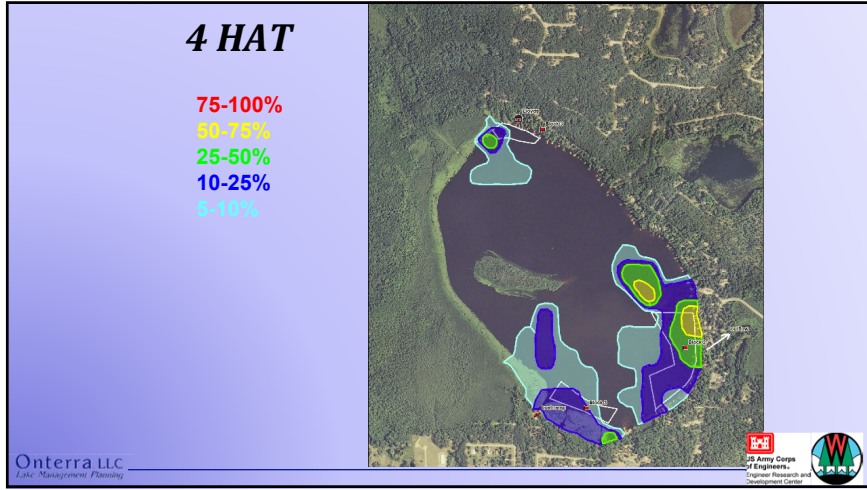 4 HAT
75-100%
50-75%
25-50%
10-25%
5-10%
Onterra LLC
Lake Management Planning
US Army Corps
of Engineers®
Engineer Research and
Development Center